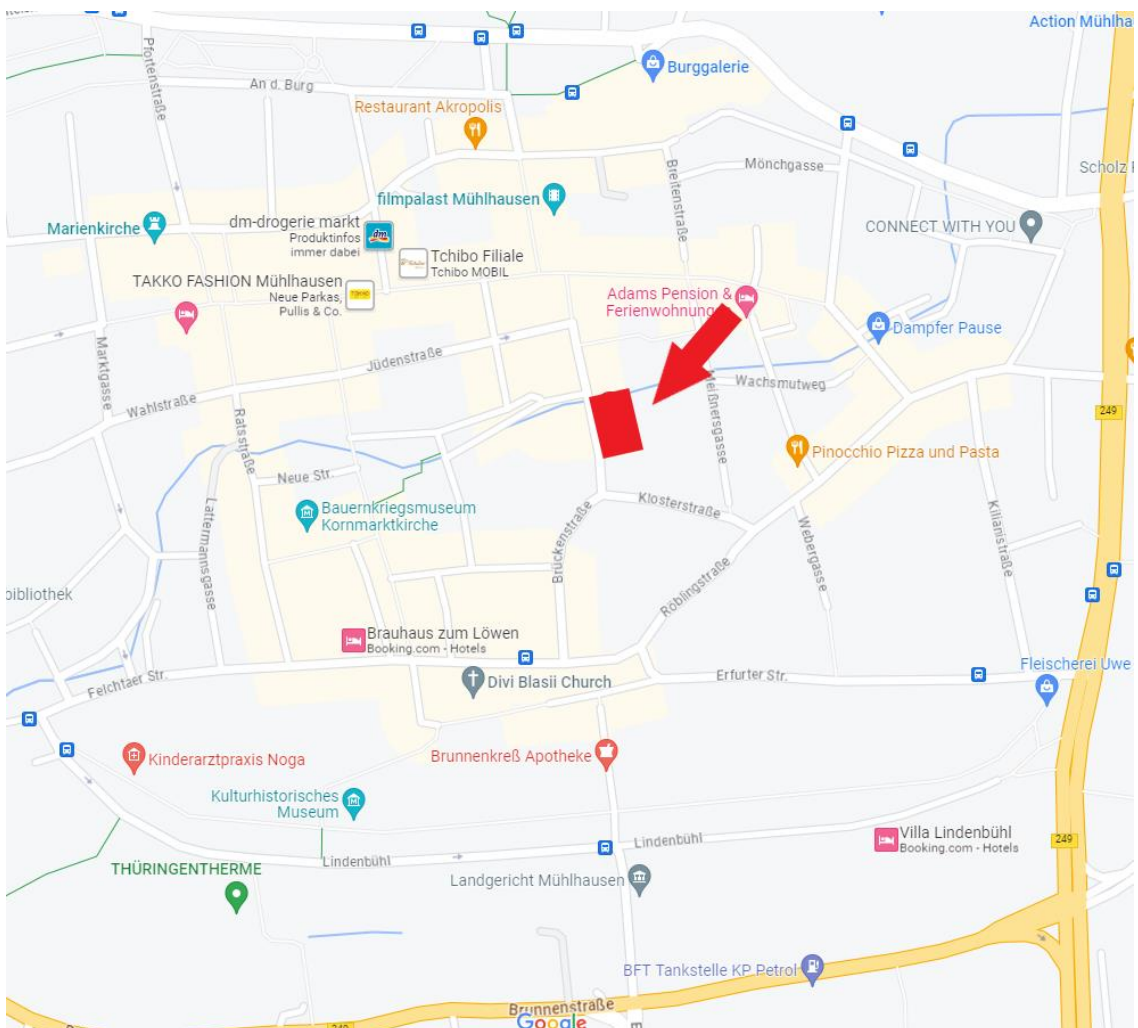 Action Mühlha
Pfortenstraße
Burggalerie
An d. Burg
Restaurant Akropolis
Mönchgasse
Breitenstraße
Scholz
filmpalast Mühlhausen
dm-drogerie markt
Produktinfos
immer dabei
dm
Marienkirche
CONNECT WITH YOU
Tchibo Filiale
Tchibo MOBIL
TAKKO FASHION Mühlhausen
Neue Parkas,
Pullis & Co.
Adams Pension &
Ferienwohnung
Dampfer Pause
Marktgasse
Jüdenstraße
Wachsmutweg
Meißnersgasse
Wahlstraße
Ratsstraße
249
Pinocchio Pizza und Pasta
Neue Str.
Klosterstraße
Bauernkriegsmuseum
Kornmarktkirche
Lattermannsgasse
Brückenstraße
Webergasse
Kilianistraße
bibliothek
Röblingstraße
Brauhaus zum Löwen
Booking.com - Hotels
Fleischerei Uwe
Felchtaer Str.
Divi Blasii Church
Erfurter Str.
Kinderarztpraxis Noga
Brunnenkreß Apotheke
Kulturhistorisches
Museum
Lindenbühl
Villa Lindenbühl
Booking.com - Hotels
249
Lindenbühl
THÜRINGENTHERME
Landgericht Mühlhausen
BFT Tankstelle KP Petrol
Brunnenstraße
Google
249